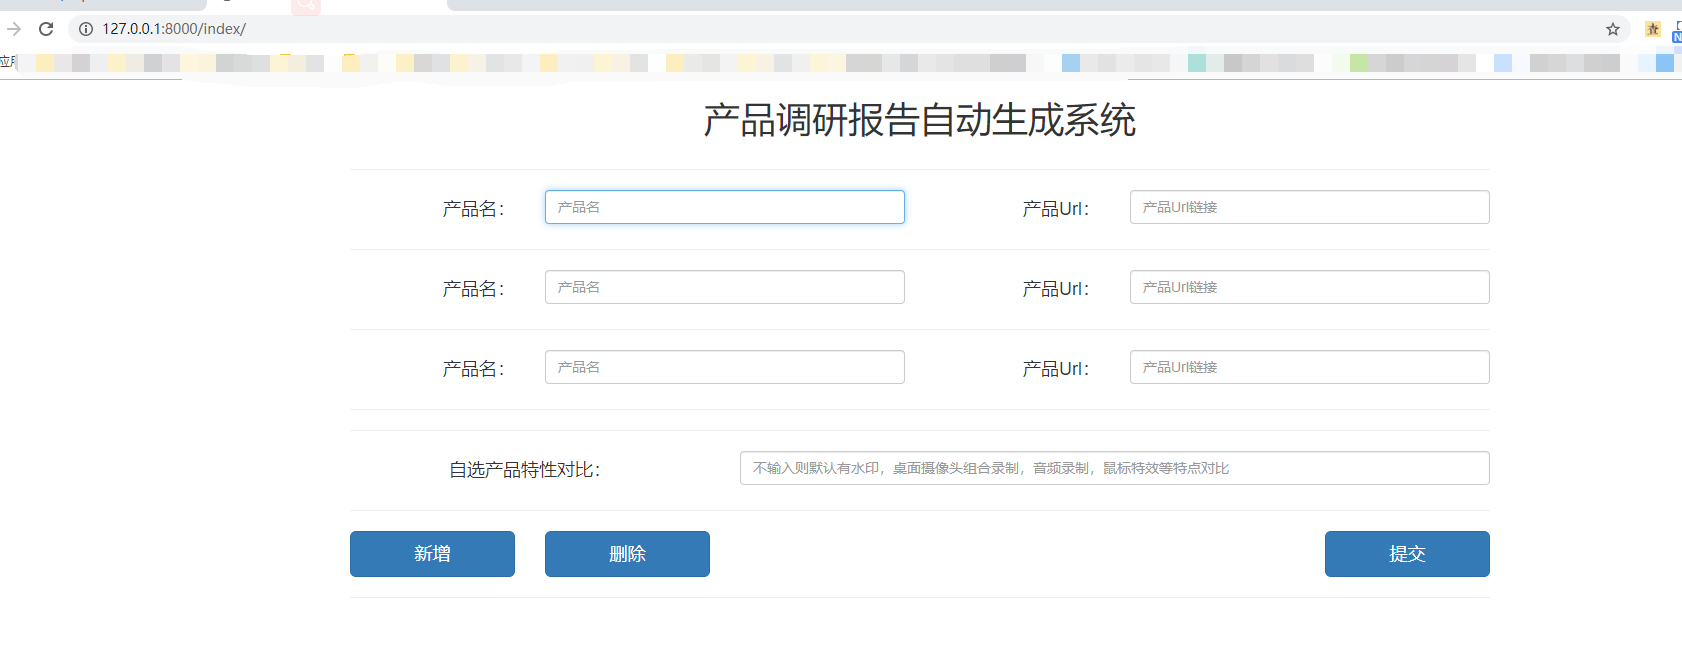 127.0.0.1:8000/index/
产品调研报告自动生成系统
产品名： 产品名 产品Url： 产品Url链接
产品名： 产品名 产品Url： 产品Url链接
产品名： 产品名 产品Url： 产品Url链接
自选产品特性对比： 不输入则默认有水印，桌面摄像头组合录制，音频录制，鼠标特效等特点对比
新增 删除 提交